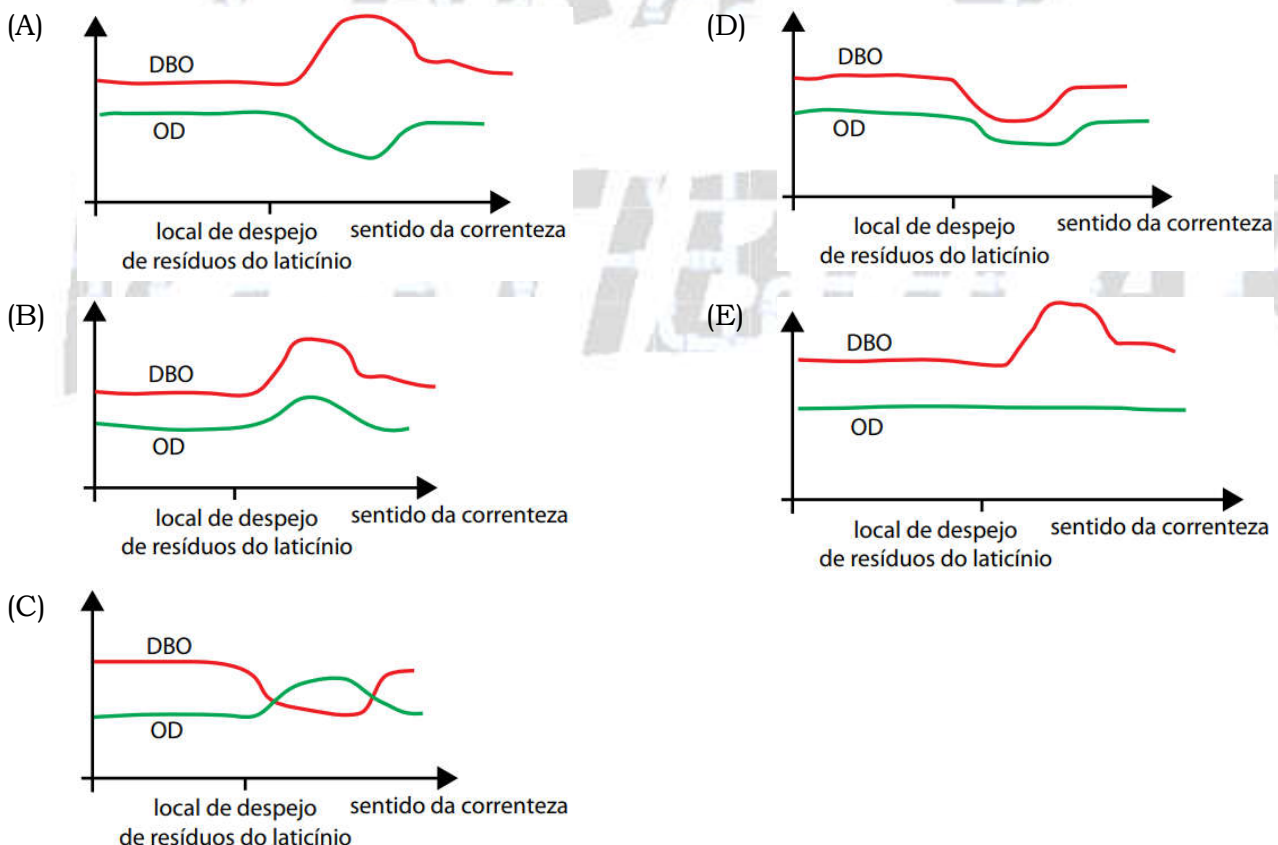 (A)
DBO
OD
local de despejo
de resíduos do laticínio
sentido da correnteza
(B)
DBO
OD
local de despejo
de resíduos do laticínio
sentido da correnteza
(C)
DBO
OD
local de despejo
de resíduos do laticínio
sentido da correnteza
(D)
DBO
OD
local de despejo
de resíduos do laticínio
sentido da correnteza
(E)
DBO
OD
local de despejo
de resíduos do laticínio
sentido da correnteza